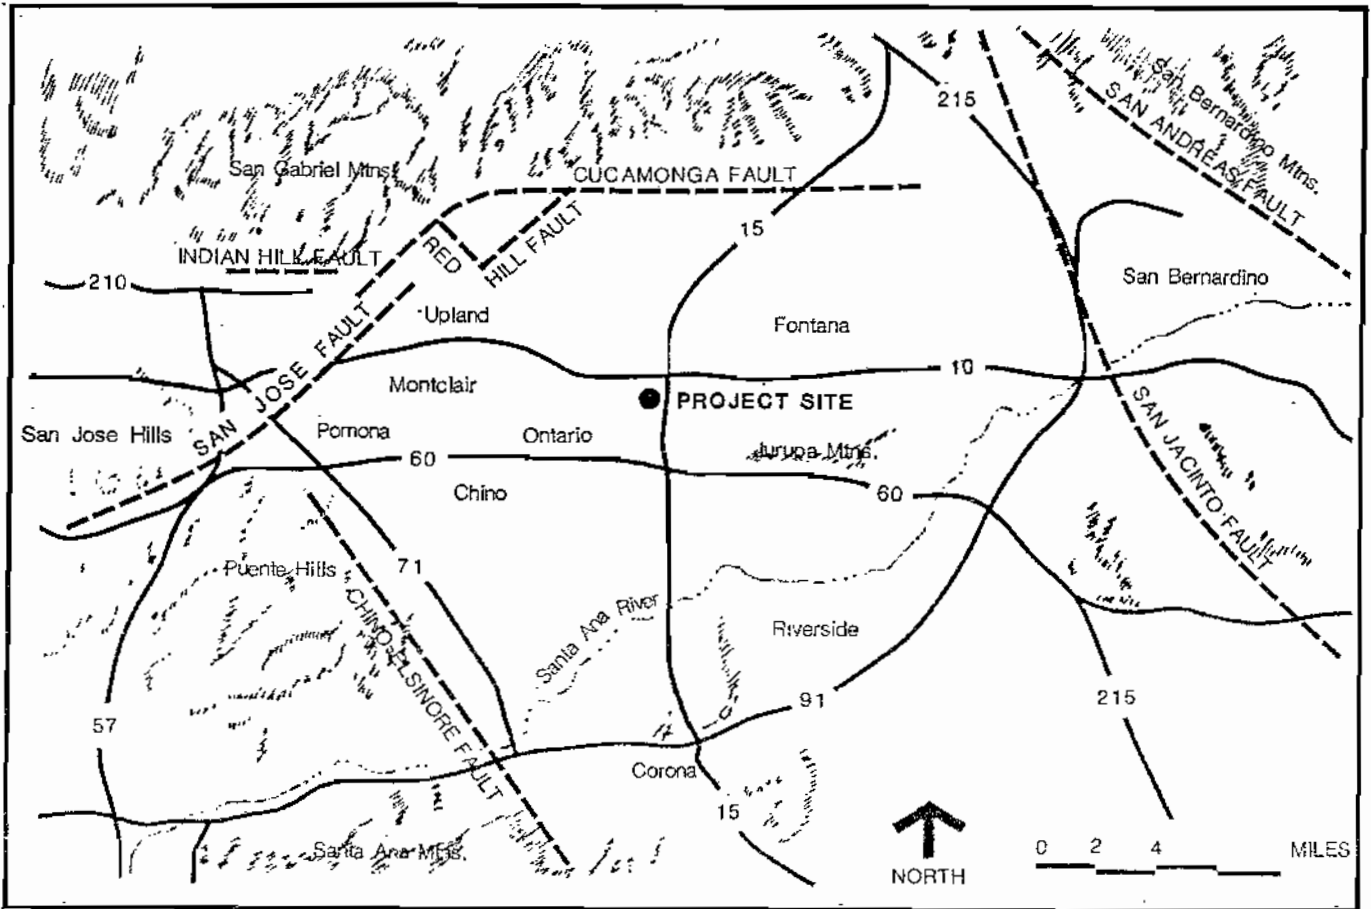 215
San Bernardino Mtns.
SAN ANDREAS FAULT
San Gabriel Mtns.
CUCAMONGA FAULT
15
RED
HILL FAULT
INDIAN HILL FAULT
210
San Bernardino
Upland
Fontana
SAN JOSE FAULT
10
Montclair
PROJECT SITE
San Jose Hills
Pomona
Ontario
Jurupa Mtns.
SAN JACINTO FAULT
60
Chino
60
Puente Hills
71
CHINO-ELSINORE FAULT
Santa Ana River
Riverside
57
91
215
Corona
15
Santa Ana Mtns.
NORTH
0 2 4 MILES